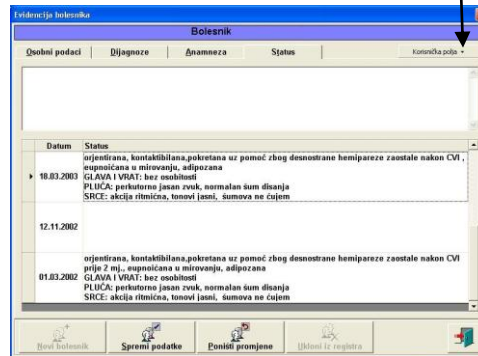 Evidencija bolesnika
Bolesnik
Osobni podaci Dijagnoze Anamneza Status Korisnička polja
Datum Status
orjentirana, kontaktibilana,pokretana uz pomoć zbog desnostrane hemipareze zaostale nakon CVI ,
eupnoičana u mirovanju, adipozana
18.03.2003 GLAVA I VRAT: bez osobitosti
PLUĆA: perkutorno jasan zvuk, normalan šum disanja
SRCE: akcija ritmična, tonovi jasni, šumova ne čujem
12.11.2002
orjentirana, kontaktibilana,pokretana uz pomoć zbog desnostrane hemipareze zaostale nakon CVI
prije 2 mj., eupnoičana u mirovanju, adipozana
01.03.2002 GLAVA I VRAT: bez osobitosti
PLUĆA: perkutorno jasan zvuk, normalan šum disanja
SRCE: akcija ritmična, tonovi jasni, šumova ne čujem
Novi bolesnik Spremi podatke Poništi promjene Ukloni iz registra